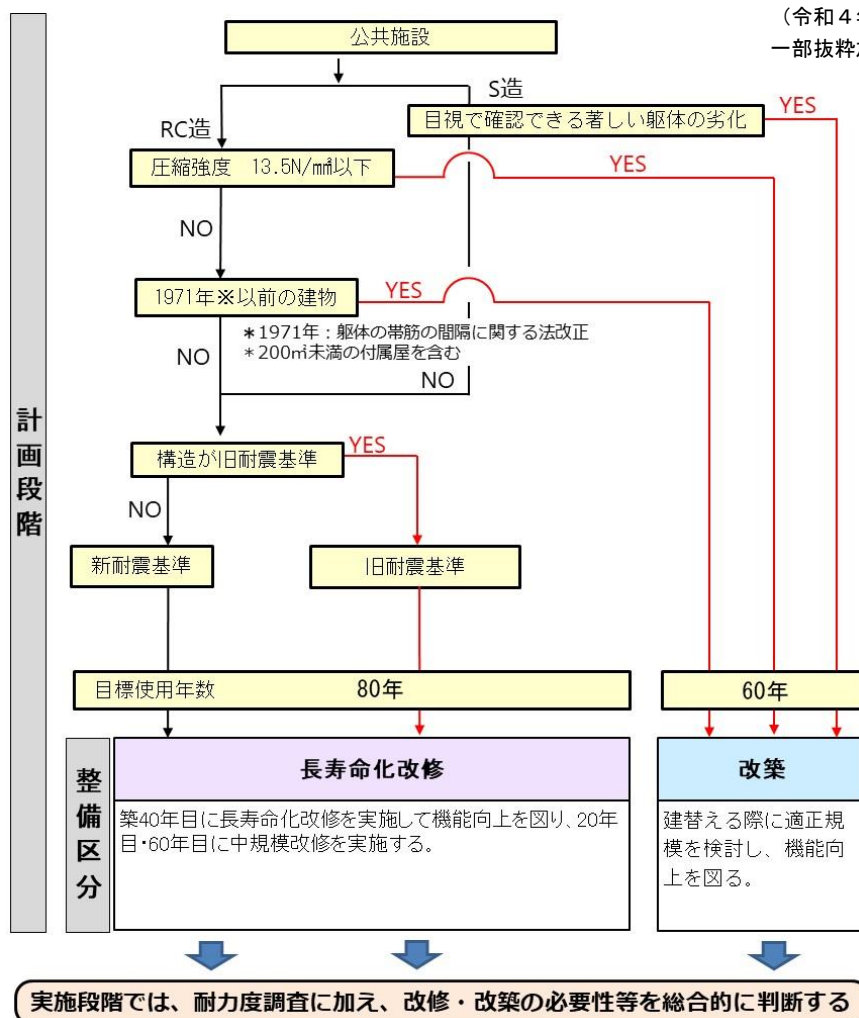 （令和４年
一部抜粋加
公共施設
S造
目視で確認できる著しい躯体の劣化
YES
RC造
圧縮強度　13.5N/㎟以下
YES
NO
1971年※以前の建物
YES
＊1971年：躯体の帯筋の間隔に関する法改正
＊200㎡未満の付属屋を含む
NO
NO
構造が旧耐震基準
YES
NO
新耐震基準
旧耐震基準
計画段階
目標使用年数
80年
60年
整備区分
長寿命化改修
築40年目に長寿命化改修を実施して機能向上を図り、20年
目・60年目に中規模改修を実施する。
改築
建替える際に適正規
模を検討し、機能向
上を図る。
実施段階では、耐力度調査に加え、改修・改築の必要性等を総合的に判断する